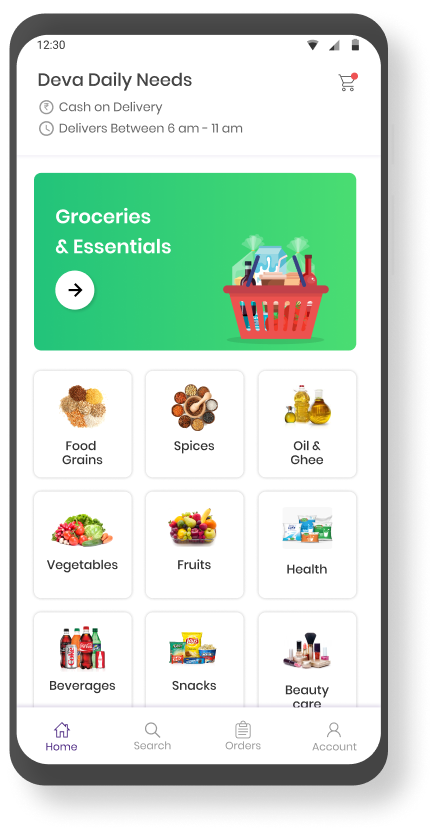 12:30
Deva Daily Needs
Cash on Delivery
Delivers Between 6 am - 11 am
Groceries
& Essentials
Food
Grains
Spices
Oil &
Ghee
Vegetables
Fruits
Health
Beverages
Snacks
Beauty
care
Home
Search
Orders
Account